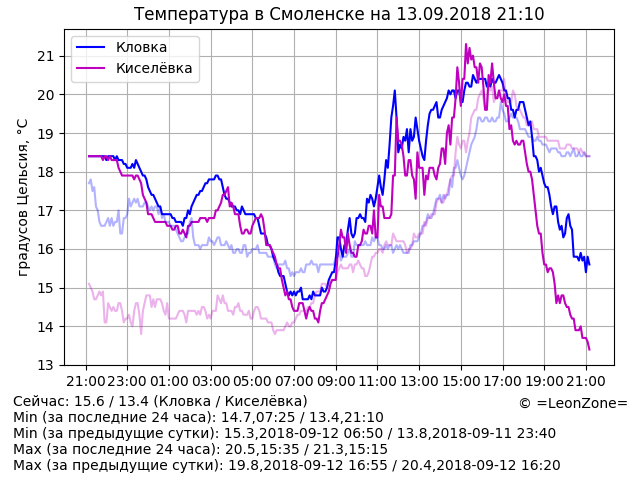 Температура в Смоленске на 13.09.2018 21:10
Кловка
Киселёвка
градусов Цельсия, °C
21
20
19
18
17
16
15
14
13
21:00 23:00 01:00 03:00 05:00 07:00 09:00 11:00 13:00 15:00 17:00 19:00 21:00
Сейчас: 15.6 / 13.4 (Кловка / Киселёвка)
© =LeonZone=
Min (за последние 24 часа): 14.7,07:25 / 13.4,21:10
Min (за предыдущие сутки): 15.3,2018-09-12 06:50 / 13.8,2018-09-11 23:40
Max (за последние 24 часа): 20.5,15:35 / 21.3,15:15
Max (за предыдущие сутки): 19.8,2018-09-12 16:55 / 20.4,2018-09-12 16:20